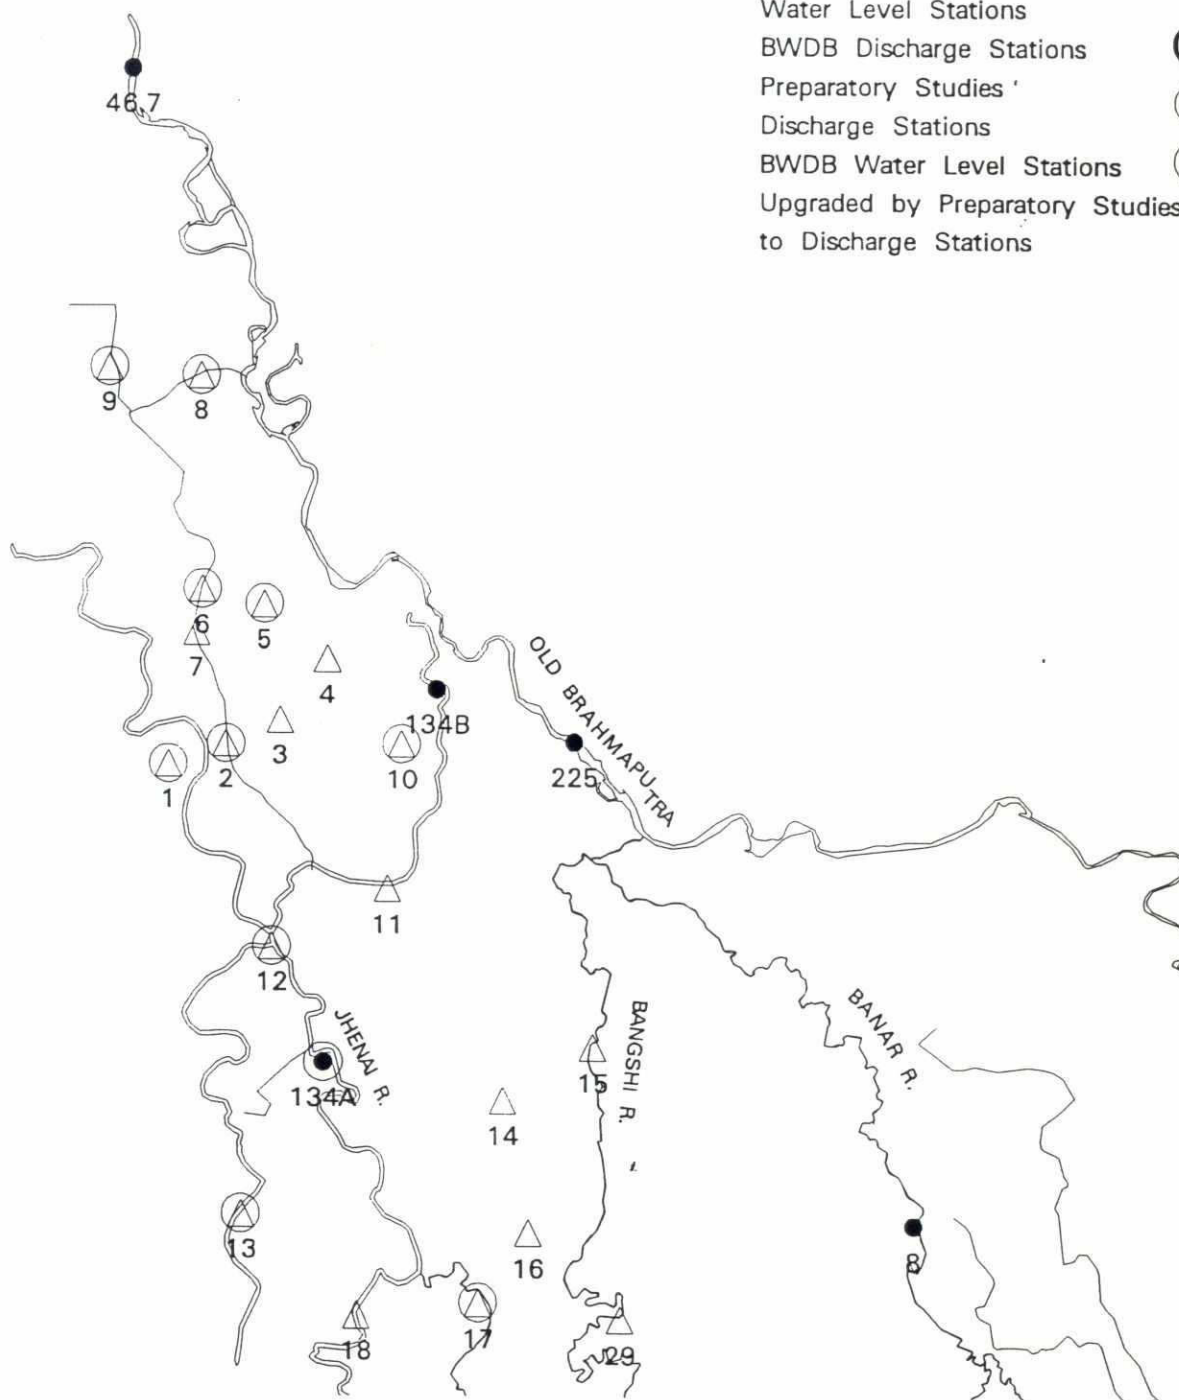 Water Level Stations
BWDB Discharge Stations
Preparatory Studies '
Discharge Stations
BWDB Water Level Stations
Upgraded by Preparatory Studies
to Discharge Stations
46.7
9
8
6
5
7
4
134B
3
10
2
1
OLD BRAHMAPUTRA
225
11
12
JHENAI R.
BANGSHI R.
BANAR R.
15
134A
14
13
16
8
18
17
29